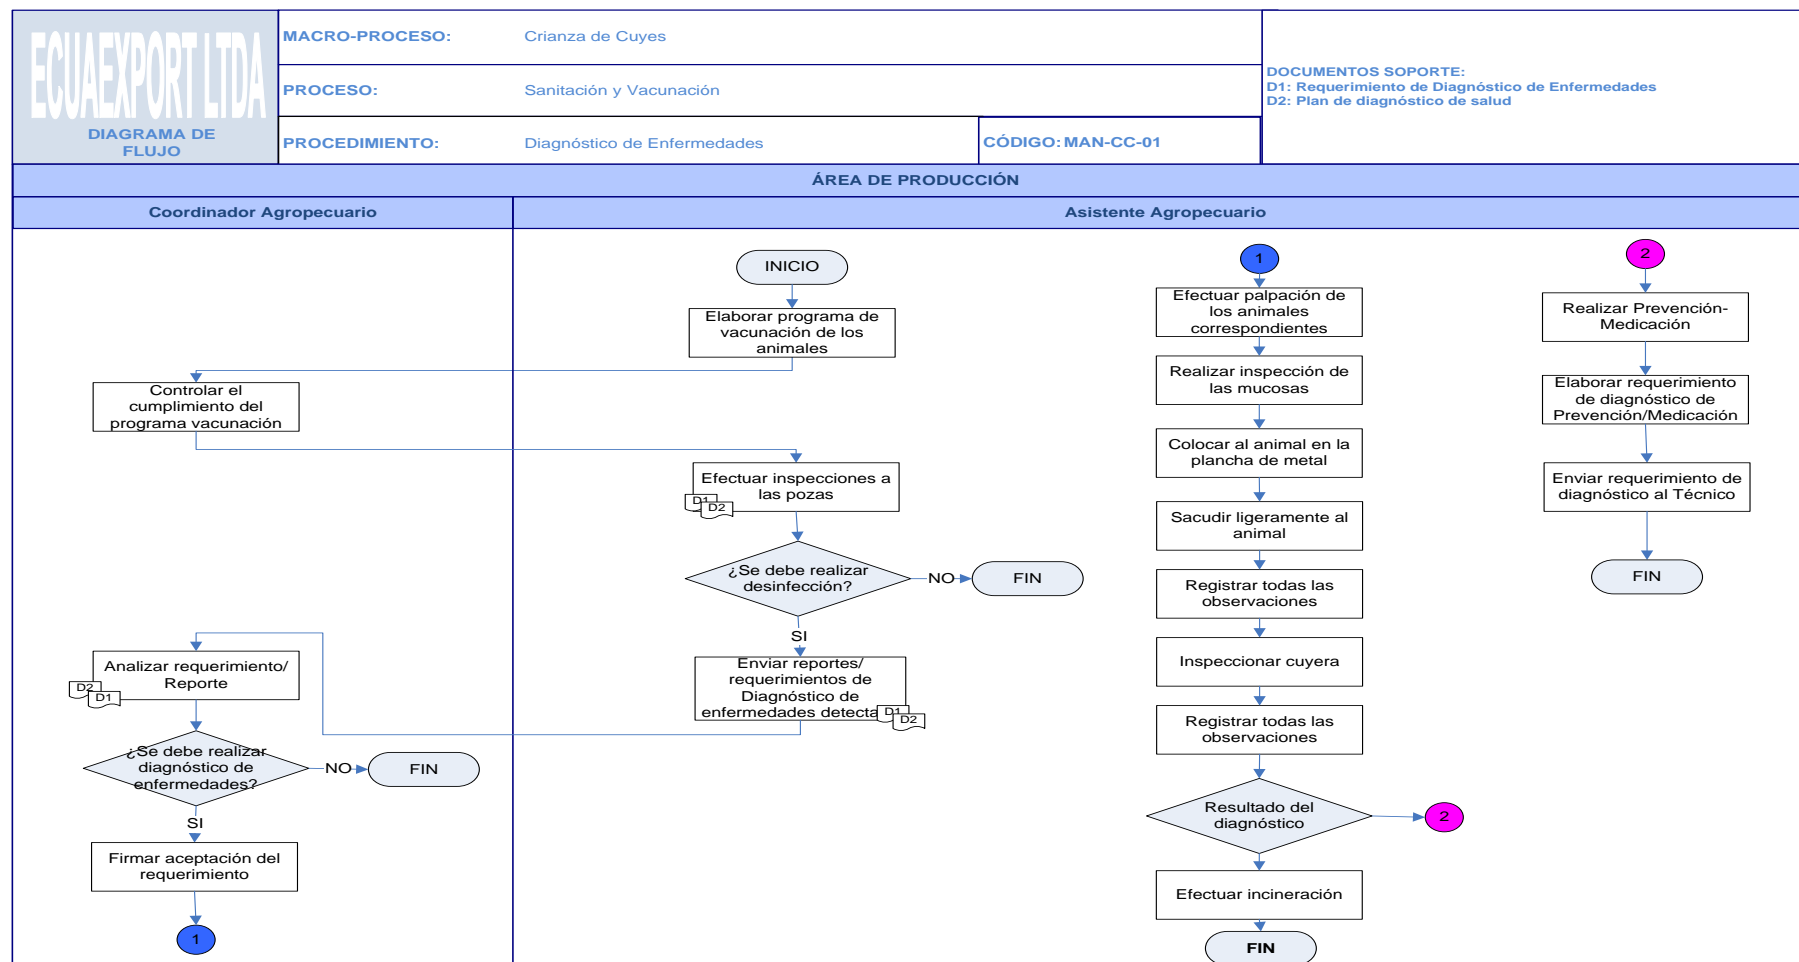 ECUAEXPORT LTDA
DIAGRAMA DE
FLUJO
MACRO-PROCESO: Crianza de Cuyes
PROCESO: Sanitación y Vacunación
PROCEDIMIENTO: Diagnóstico de Enfermedades
CÓDIGO: MAN-CC-01
DOCUMENTOS SOPORTE:
D1: Requerimiento de Diagnóstico de Enfermedades
D2: Plan de diagnóstico de salud
ÁREA DE PRODUCCIÓN
Coordinador Agropecuario
Asistente Agropecuario
INICIO
Elaborar programa de
vacunación de los
animales
Controlar el
cumplimiento del
programa vacunación
Efectuar inspecciones a
las pozas
D1
D2
¿Se debe realizar
desinfección?
NO
FIN
SI
Enviar reportes/
requerimientos de
Diagnóstico de
enfermedades detecta
D1
D2
Analizar requerimiento/
Reporte
D2
D1
¿Se debe realizar
diagnóstico de
enfermedades?
NO
FIN
SI
Firmar aceptación del
requerimiento
1
1
Efectuar palpación de
los animales
correspondientes
Realizar inspección de
las mucosas
Colocar al animal en la
plancha de metal
Sacudir ligeramente al
animal
Registrar todas las
observaciones
Inspeccionar cuyera
Registrar todas las
observaciones
Resultado del
diagnóstico
2
Efectuar incineración
FIN
2
Realizar Prevención-
Medicación
Elaborar requerimiento
de diagnóstico de
Prevención/Medicación
Enviar requerimiento de
diagnóstico al Técnico
FIN